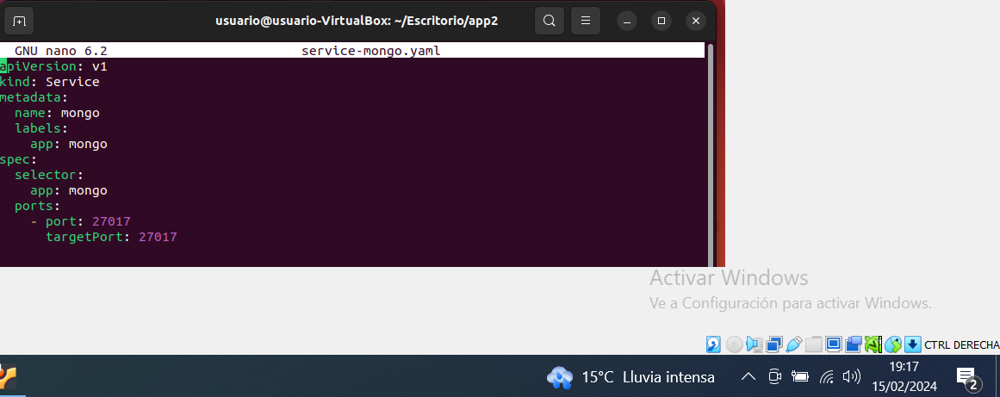 usuario@usuario-VirtualBox: ~/Escritorio/app2
GNU nano 6.2 service-mongo.yaml
apiVersion: v1
kind: Service
metadata:
  name: mongo
  labels:
    app: mongo
spec:
  selector:
    app: mongo
  ports:
    - port: 27017
      targetPort: 27017
Activar Windows
Ve a Configuración para activar Windows.
CTRL DERECHA
15°C Lluvia intensa
19:17
15/02/2024
2